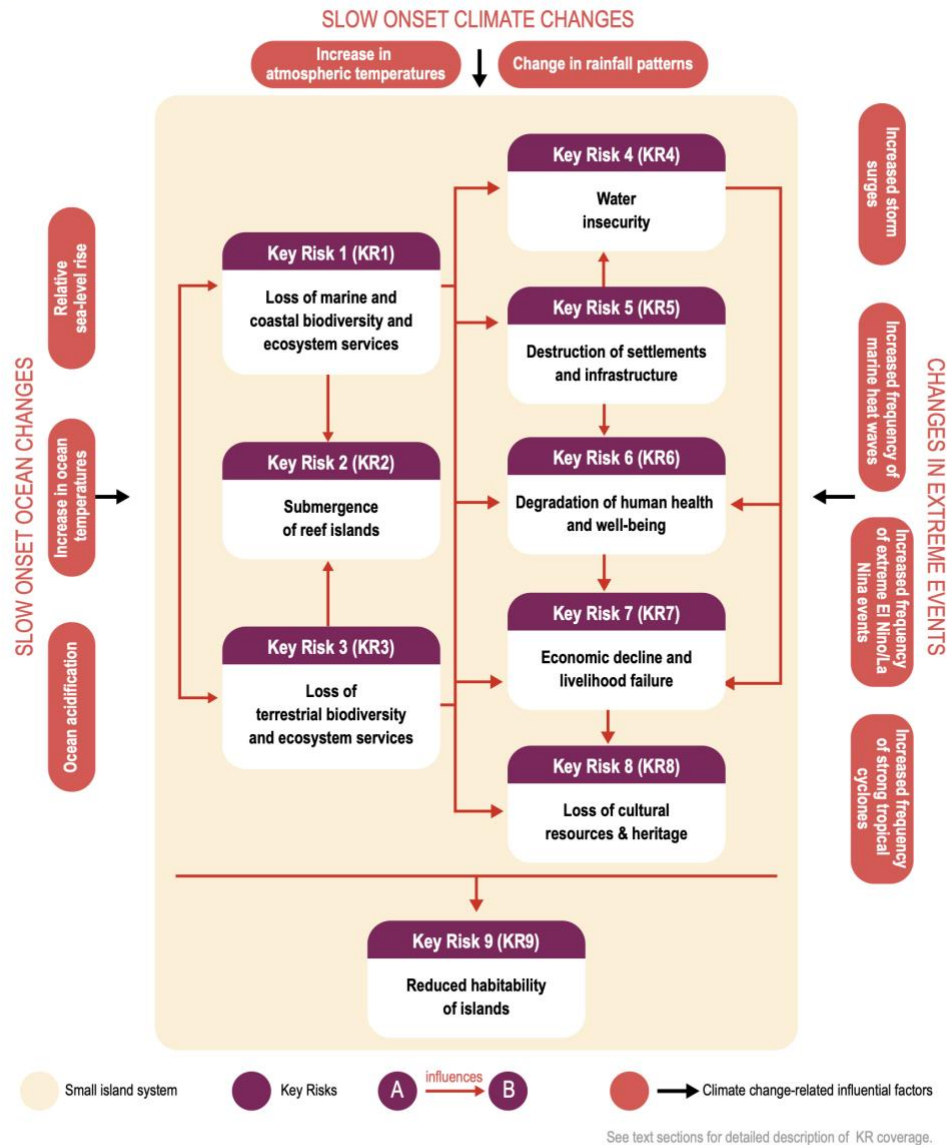 SLOW ONSET CLIMATE CHANGES
Increase in
atmospheric temperatures
Change in rainfall patterns
SLOW ONSET OCEAN CHANGES
Relative
sea-level rise
Increase in ocean
temperatures
Ocean acidification
Key Risk 1 (KR1)
Loss of marine and
coastal biodiversity and
ecosystem services
Key Risk 2 (KR2)
Submergence
of reef islands
Key Risk 3 (KR3)
Loss of
terrestrial biodiversity
and ecosystem services
Key Risk 4 (KR4)
Water
insecurity
Key Risk 5 (KR5)
Destruction of settlements
and infrastructure
Key Risk 6 (KR6)
Degradation of human health
and well-being
Key Risk 7 (KR7)
Economic decline and
livelihood failure
Key Risk 8 (KR8)
Loss of cultural
resources & heritage
Key Risk 9 (KR9)
Reduced habitability
of islands
CHANGES IN EXTREME EVENTS
Increased storm
surges
Increased frequency of
marine heat waves
Increased frequency
of extreme El Nino/La
Nina events
Increased frequency
of strong tropical
cyclones
Small island system
Key Risks
A influences B
Climate change-related influential factors
See text sections for detailed description of KR coverage.